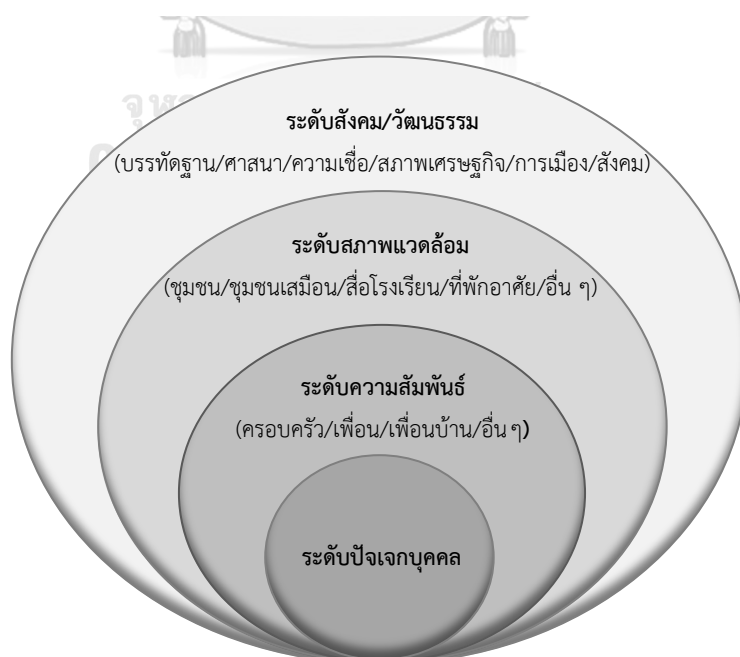 จุฬา
ระดับสังคม/วัฒนธรรม
(บรรทัดฐาน/ศาสนา/ความเชื่อ/สภาพเศรษฐกิจ/การเมือง/สังคม)
ระดับสภาพแวดล้อม
(ชุมชน/ชุมชนเสมือน/สื่อโรงเรียน/ที่พักอาศัย/อื่น ๆ)
ระดับความสัมพันธ์
(ครอบครัว/เพื่อน/เพื่อนบ้าน/อื่น ๆ)
ระดับปัจเจกบุคคล